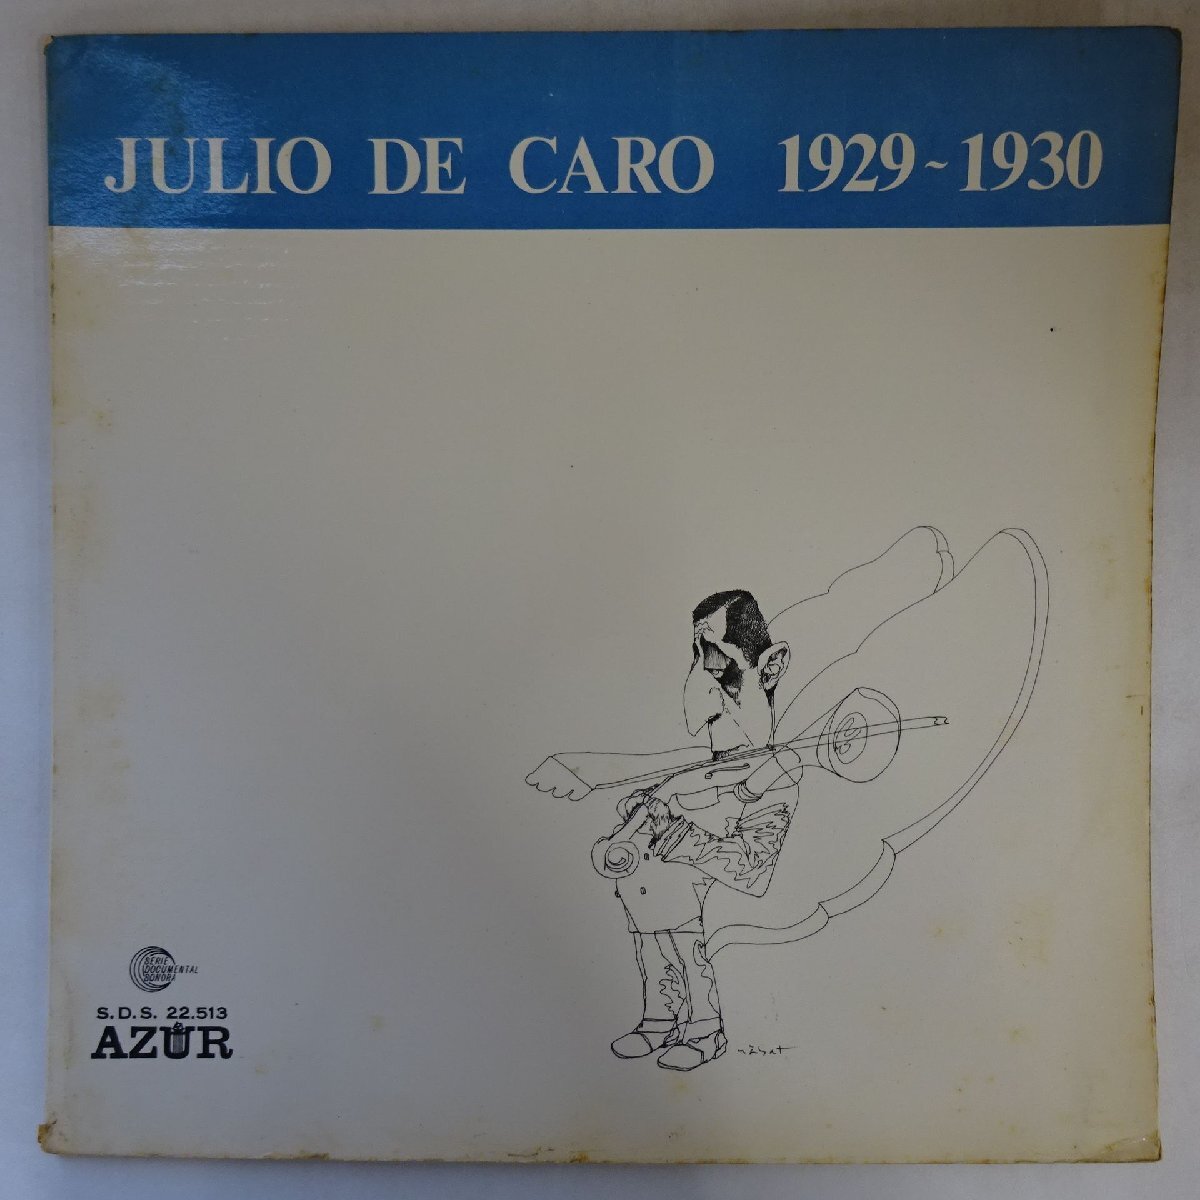 JULIO DE CARO 1929~1930
SERIE
DOCUMENTAL
SONORA
S.D.S. 22.513
AZUR